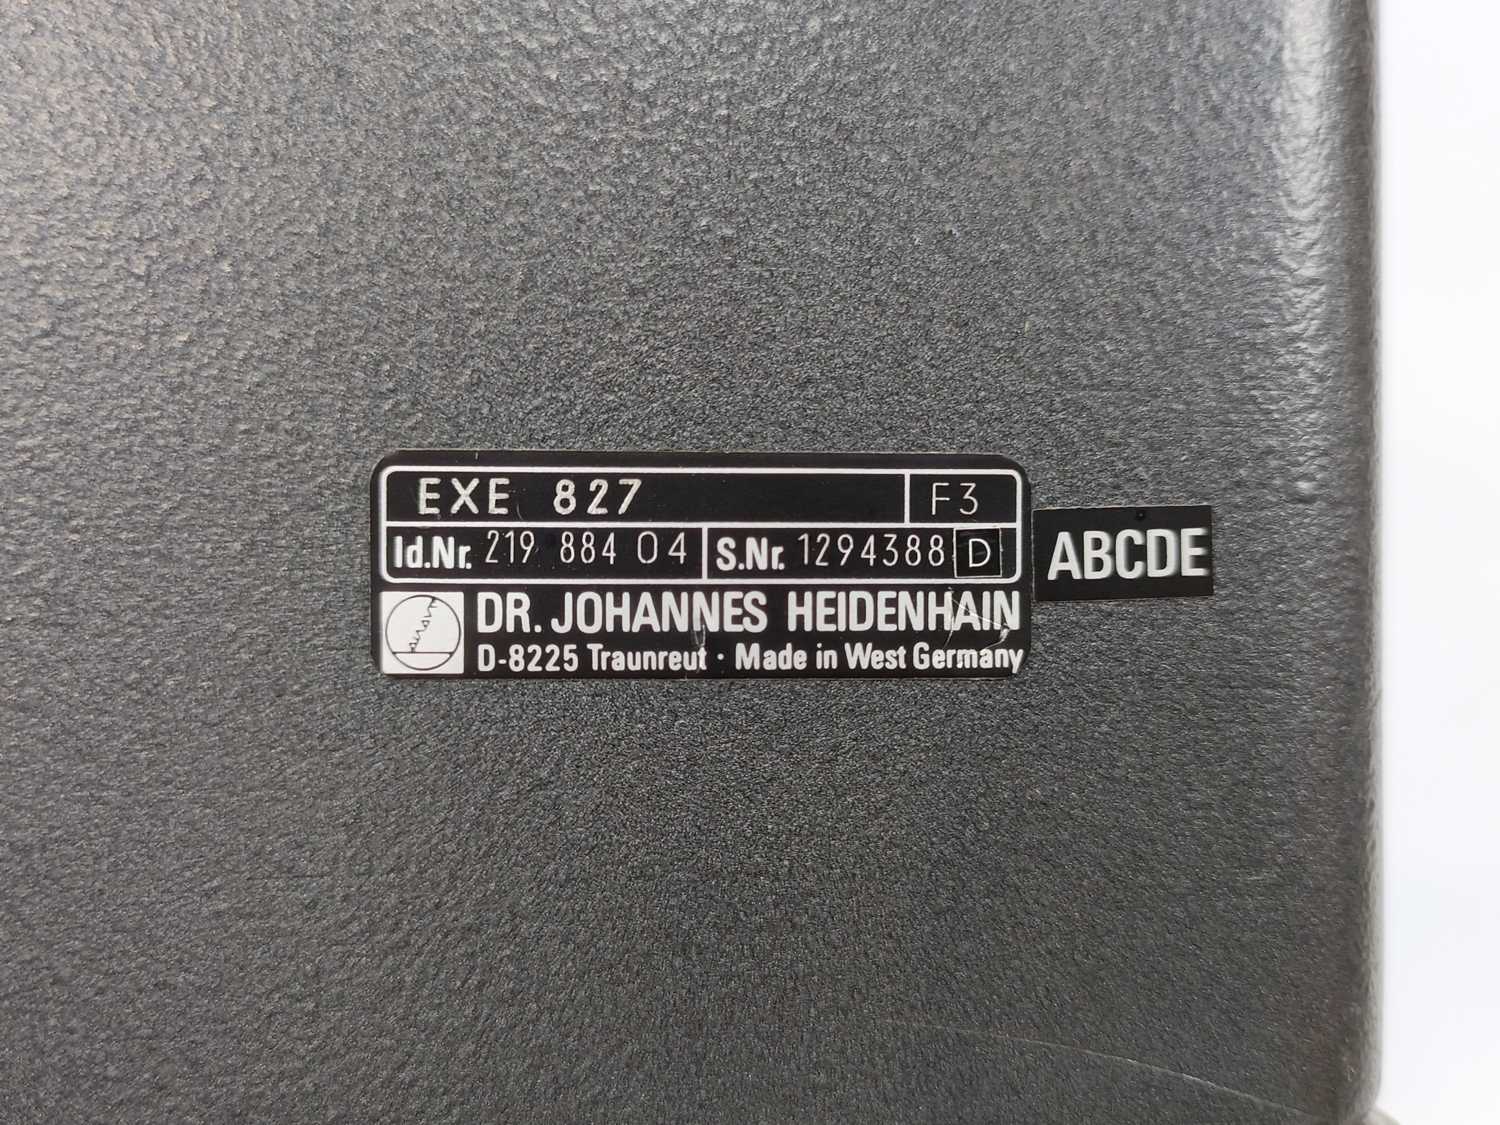 EXE 827 F3
Id.Nr. 219 884 04 S.Nr. 1294388 D
ABCDE
DR. JOHANNES HEIDENHAIN
D-8225 Traunreut · Made in West Germany